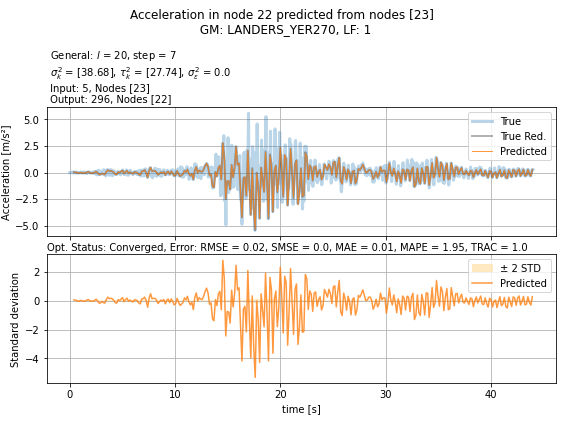 Acceleration in node 22 predicted from nodes [23]
GM: LANDERS_YER270, LF: 1
General: l = 20, step = 7
σ²ₖ = [38.68], τ²ₖ = [27.74], σ²ε = 0.0
Input: 5, Nodes [23]
Output: 296, Nodes [22]
Acceleration [m/s²]
5.0
2.5
0.0
−2.5
−5.0
True
True Red.
Predicted
Opt. Status: Converged, Error: RMSE = 0.02, SMSE = 0.0, MAE = 0.01, MAPE = 1.95, TRAC = 1.0
Standard deviation
2
0
−2
−4
± 2 STD
Predicted
0
10
20
30
40
time [s]